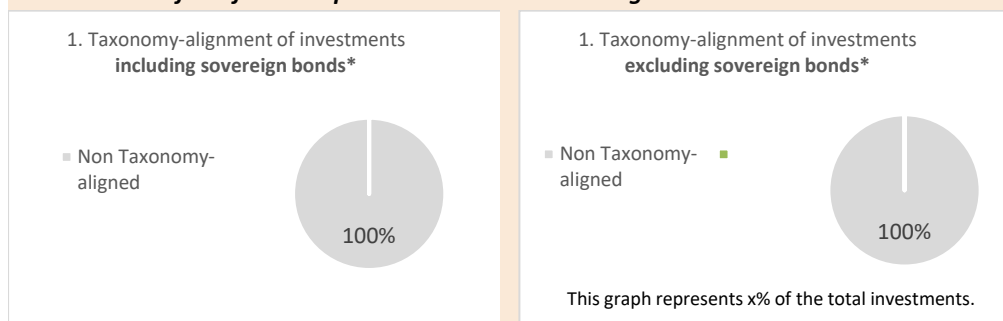 1. Taxonomy-alignment of investments
including sovereign bonds*
Non Taxonomy-
aligned
100%
1. Taxonomy-alignment of investments
excluding sovereign bonds*
Non Taxonomy-
aligned
100%
This graph represents x% of the total investments.